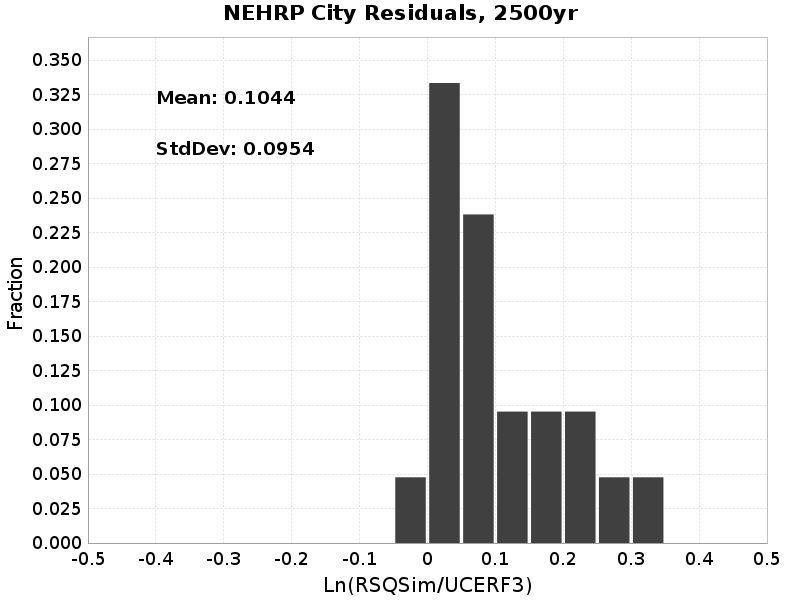 NEHRP City Residuals, 2500yr
Mean: 0.1044
StdDev: 0.0954
Fraction
0.350
0.325
0.300
0.275
0.250
0.225
0.200
0.175
0.150
0.125
0.100
0.075
0.050
0.025
0.000
-0.5 -0.4 -0.3 -0.2 -0.1 0 0.1 0.2 0.3 0.4 0.5
Ln(RSQSim/UCERF3)